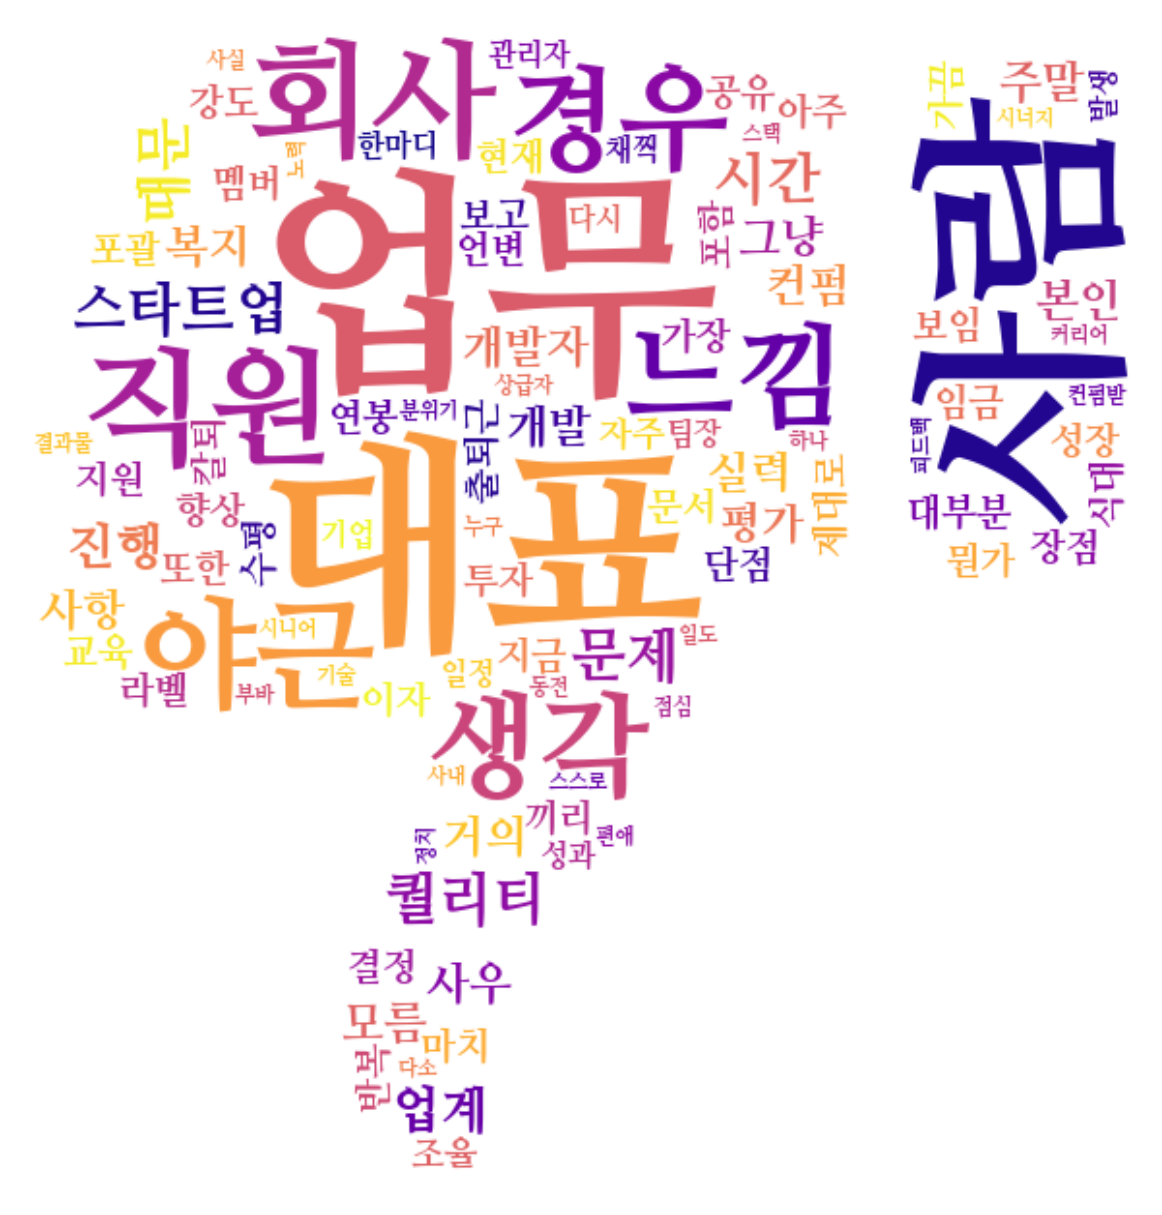 사실
회사
관리자
경우
강도
공유
아주
한마디
현재
채찍
스택
때문
노력
멤버
시간
업무
보고
다시
언변
포함
그냥
포괄
복지
컨펌
스타트업
개발자
가장
느낌
직원
상급자
연봉
분위기
출퇴근
개발
자주
팀장
하나
결과물
칼퇴
지원
대표
실력
제대로
향상
문서
평가
기업
누구
진행
또한
수평
투자
단점
사항
야근
시니어
교육
지금
문제
일도
라벨
부바
기술
이자
일정
동전
점심
생각
사내
스스로
끼리
정치
거의
성과
편애
퀄리티
결정
사우
모름
마치
반복
다소
업계
조율
가끔
주말
발생
시너지
사람
본인
보임
커리어
임금
컨펌받
피드백
성장
대부분
식대
뭔가
장점